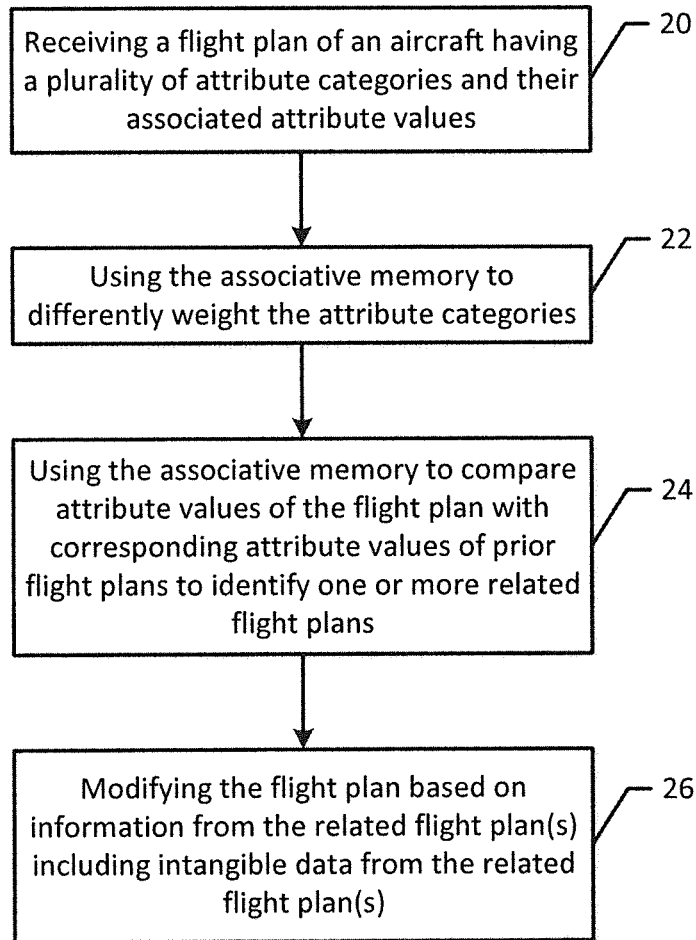 Receiving a flight plan of an aircraft having
a plurality of attribute categories and their
associated attribute values
20
Using the associative memory to
differently weight the attribute categories
22
Using the associative memory to compare
attribute values of the flight plan with
corresponding attribute values of prior
flight plans to identify one or more related
flight plans
24
Modifying the flight plan based on
information from the related flight plan(s)
including intangible data from the related
flight plan(s)
26